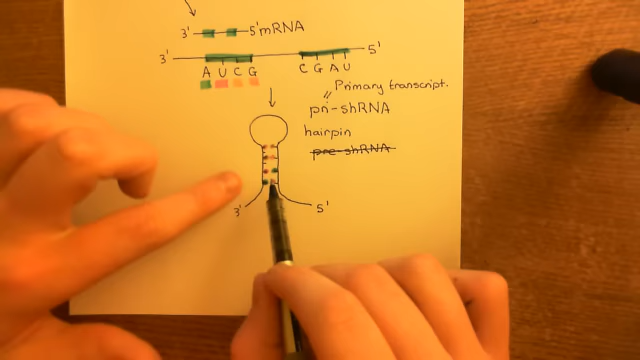 3' 5' mRNA
3' 5'
A U C G C G A U
Primary transcript.
pri-shRNA
hairpin
pre-shRNA
3' 5'